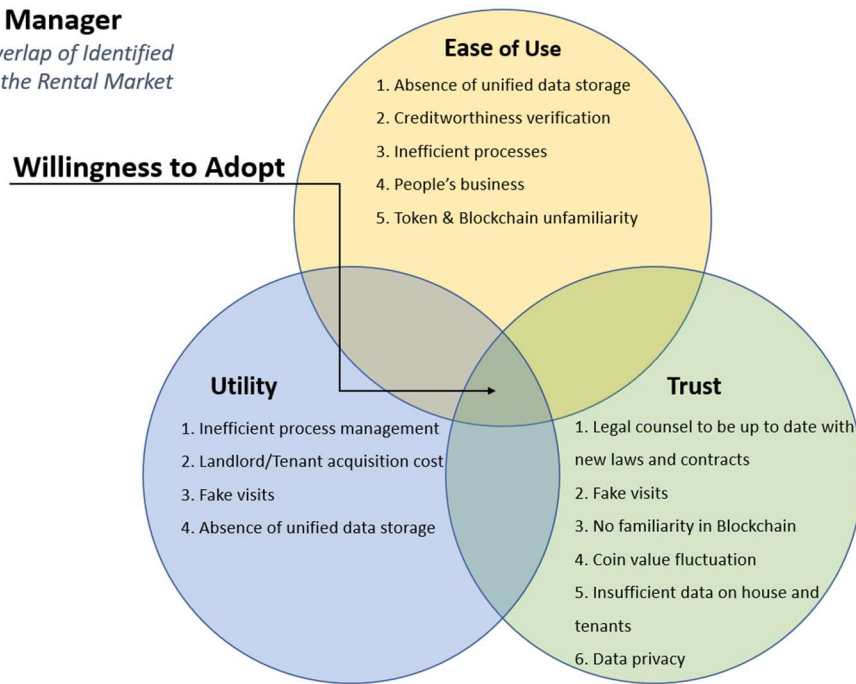 Manager
verlap of Identified
the Rental Market
Willingness to Adopt
Ease of Use
1. Absence of unified data storage
2. Creditworthiness verification
3. Inefficient processes
4. People's business
5. Token & Blockchain unfamiliarity
Utility
1. Inefficient process management
2. Landlord/Tenant acquisition cost
3. Fake visits
4. Absence of unified data storage
Trust
1. Legal counsel to be up to date with
new laws and contracts
2. Fake visits
3. No familiarity in Blockchain
4. Coin value fluctuation
5. Insufficient data on house and
tenants
6. Data privacy